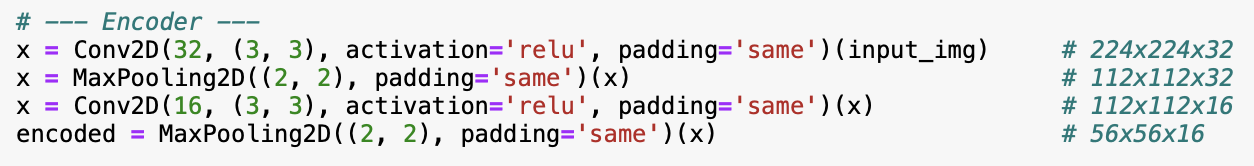 # --- Encoder ---
x = Conv2D(32, (3, 3), activation='relu', padding='same')(input_img)      # 224x224x32
x = MaxPooling2D((2, 2), padding='same')(x)                               # 112x112x32
x = Conv2D(16, (3, 3), activation='relu', padding='same')(x)              # 112x112x16
encoded = MaxPooling2D((2, 2), padding='same')(x)                         # 56x56x16